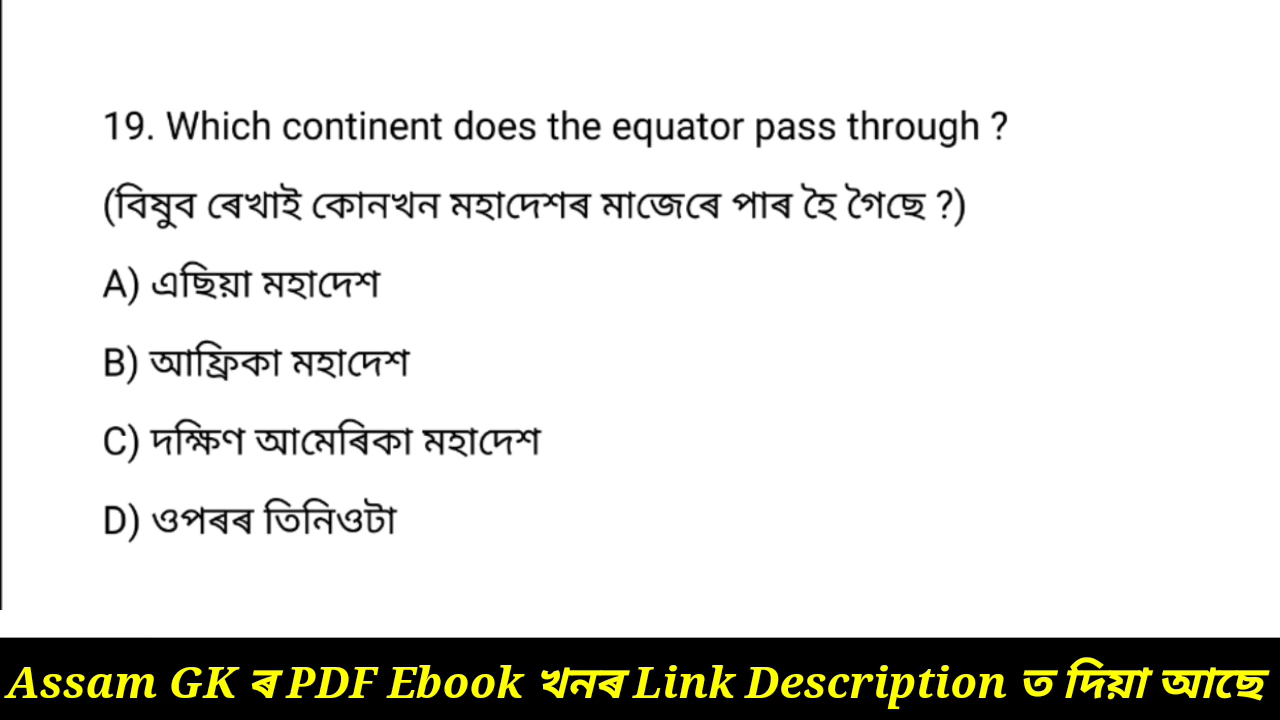 19. Which continent does the equator pass through ?
(বিষুব ৰেখাই কোনখন মহাদেশৰ মাজেৰে পাৰ হৈ গৈছে ?)
A) এছিয়া মহাদেশ
B) আফ্ৰিকা মহাদেশ
C) দক্ষিণ আমেৰিকা মহাদেশ
D) ওপৰৰ তিনিওটা
Assam GK ৰ PDF Ebook খনৰ Link Description ত দিয়া আছে